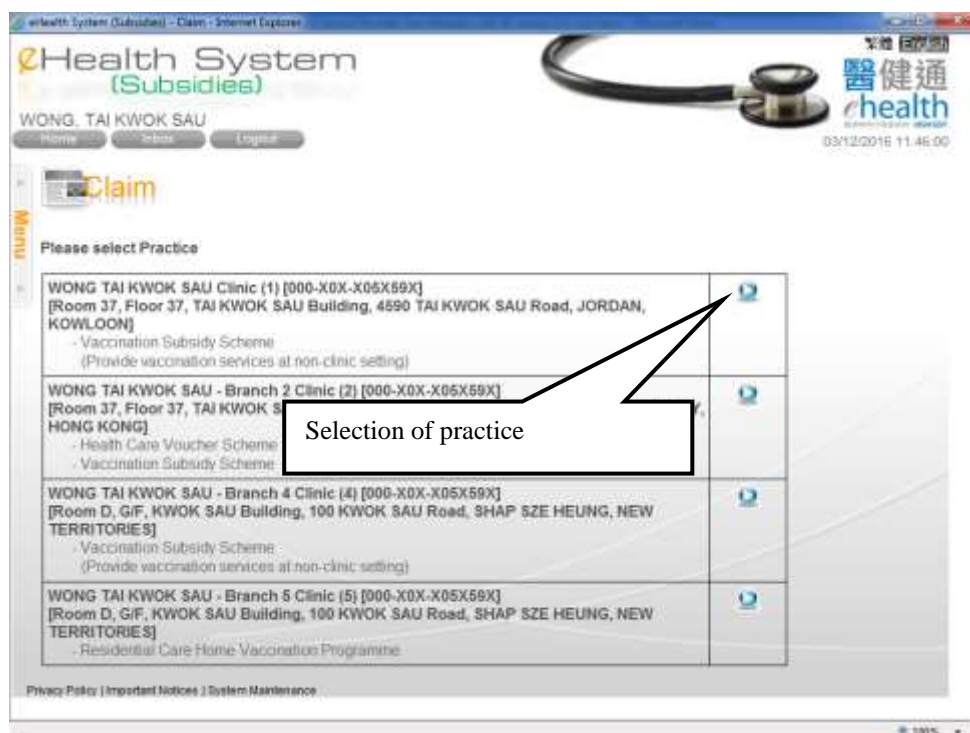 eHealth System (Subsidies) - Claim - Internet Explorer
eHealth System
(Subsidies)
繁體 English
醫健通
ehealth
WONG, TAI KWOK SAU
Home Inbox Logout
03/12/2016 11:46:00
Claim
Menu
Please select Practice
WONG TAI KWOK SAU Clinic (1) [000-X0X-X05X59X]
[Room 37, Floor 37, TAI KWOK SAU Building, 4590 TAI KWOK SAU Road, JORDAN,
KOWLOON]
- Vaccination Subsidy Scheme
(Provide vaccination services at non-clinic setting)
WONG TAI KWOK SAU - Branch 2 Clinic (2) [000-X0X-X05X59X]
[Room 37, Floor 37, TAI KWOK S
HONG KONG]
- Health Care Voucher Scheme
- Vaccination Subsidy Scheme
Selection of practice
WONG TAI KWOK SAU - Branch 4 Clinic (4) [000-X0X-X05X59X]
[Room D, G/F, KWOK SAU Building, 100 KWOK SAU Road, SHAP SZE HEUNG, NEW
TERRITORIES]
- Vaccination Subsidy Scheme
(Provide vaccination services at non-clinic setting)
WONG TAI KWOK SAU - Branch 5 Clinic (5) [000-X0X-X05X59X]
[Room D, G/F, KWOK SAU Building, 100 KWOK SAU Road, SHAP SZE HEUNG, NEW
TERRITORIES]
- Residential Care Home Vaccination Programme
Privacy Policy | Important Notices | System Maintenance
100%